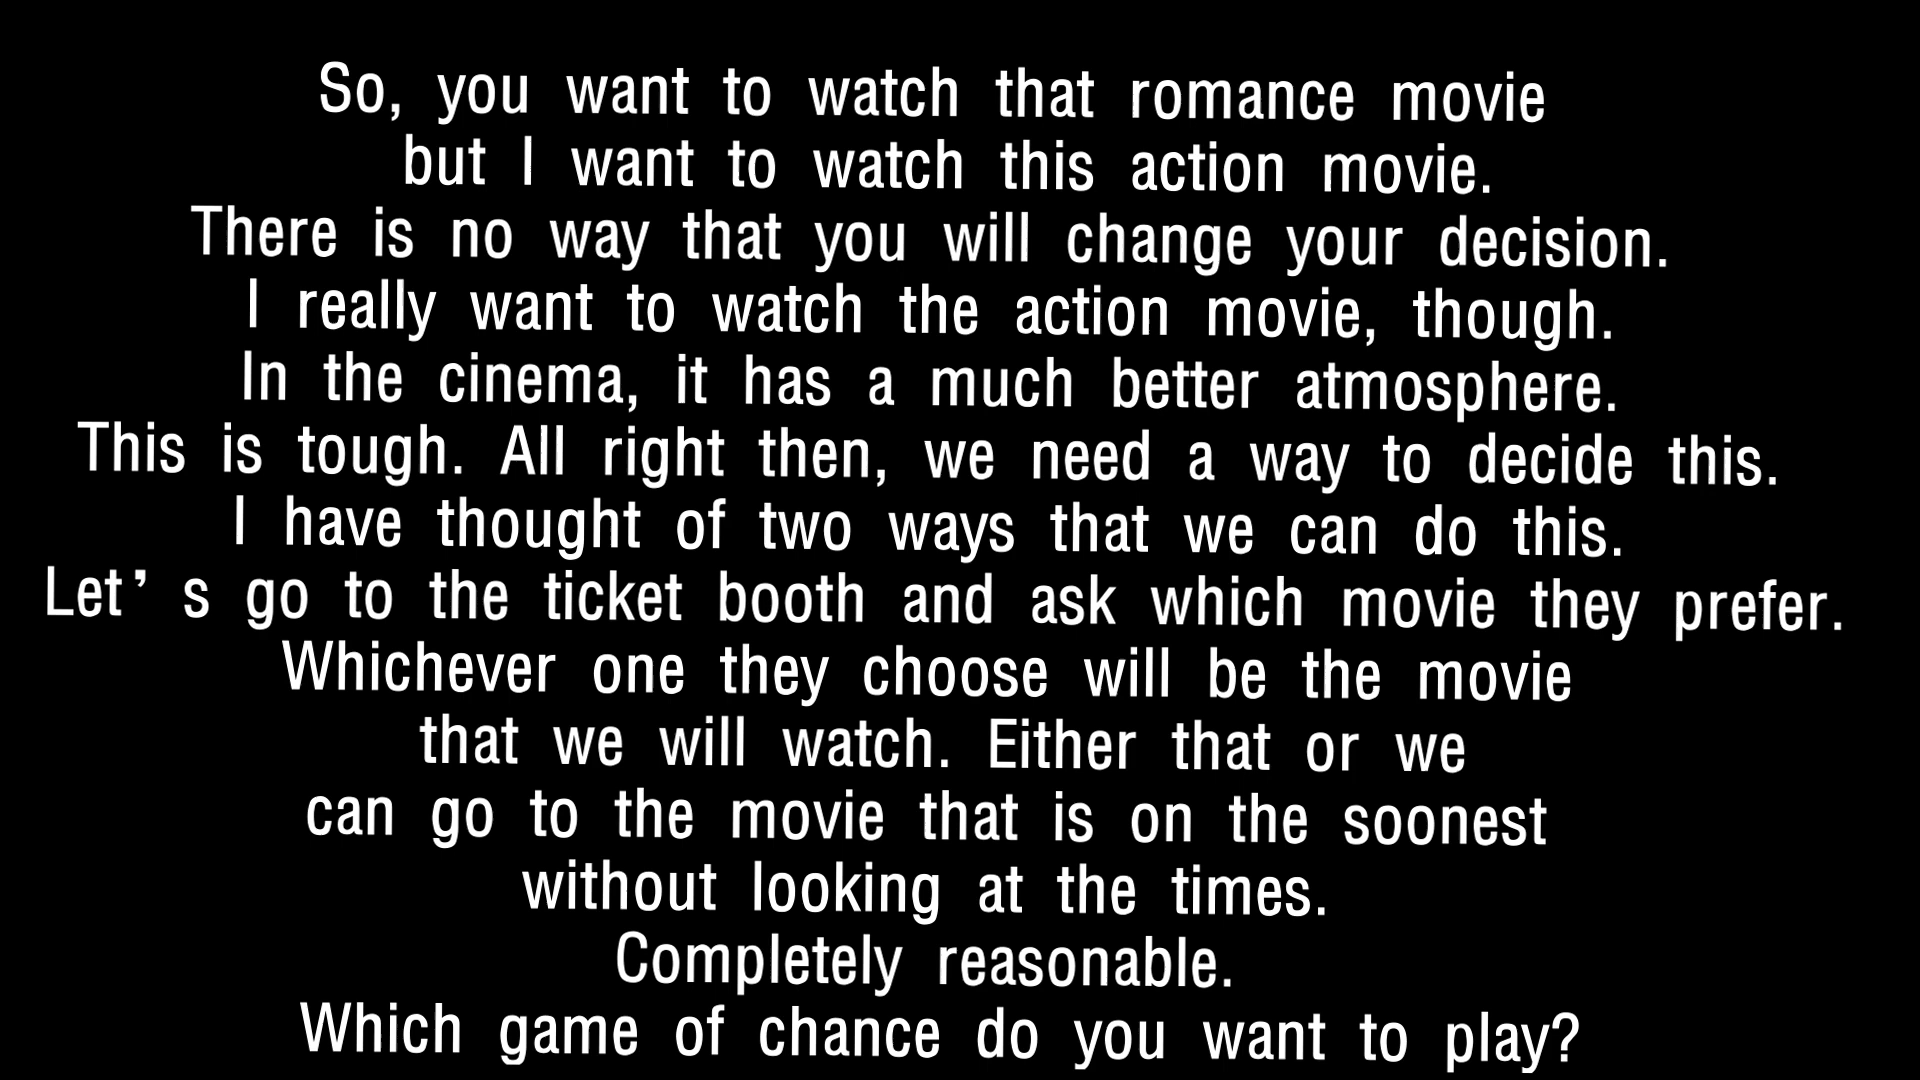 So, you want to watch that romance movie
but I want to watch this action movie.
There is no way that you will change your decision.
I really want to watch the action movie, though.
In the cinema, it has a much better atmosphere.
This is tough. All right then, we need a way to decide this.
I have thought of two ways that we can do this.
Let’s go to the ticket booth and ask which movie they prefer.
Whichever one they choose will be the movie
that we will watch. Either that or we
can go to the movie that is on the soonest
without looking at the times.
Completely reasonable.
Which game of chance do you want to play?